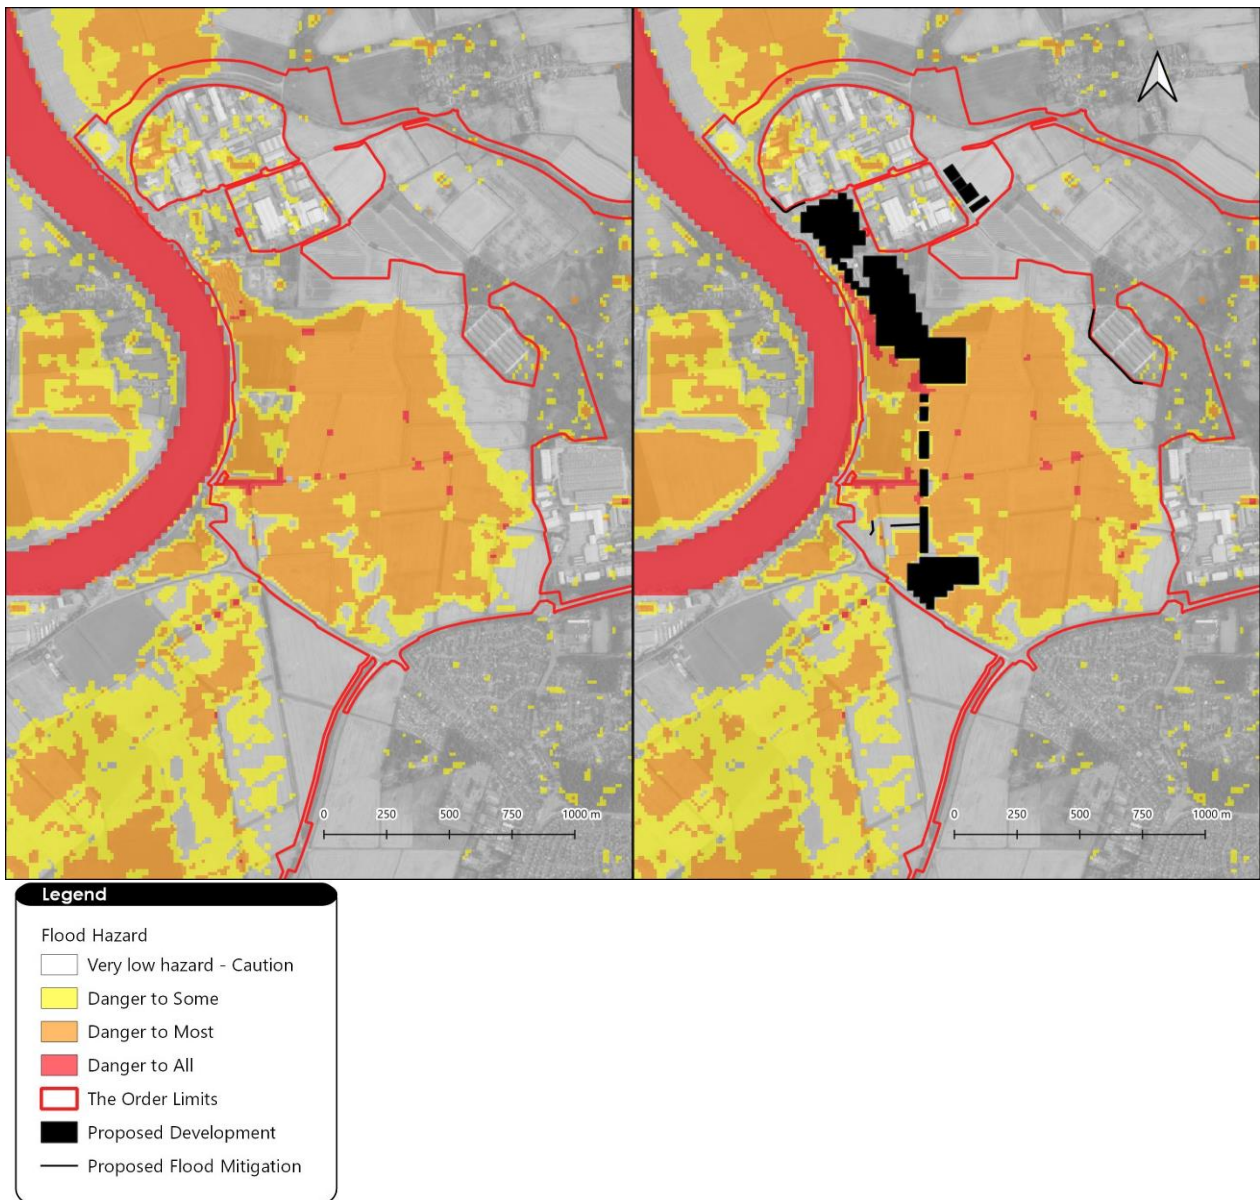 0 250 500 750 1000 m
0 250 500 750 1000 m
Legend
Flood Hazard
Very low hazard - Caution
Danger to Some
Danger to Most
Danger to All
The Order Limits
Proposed Development
Proposed Flood Mitigation